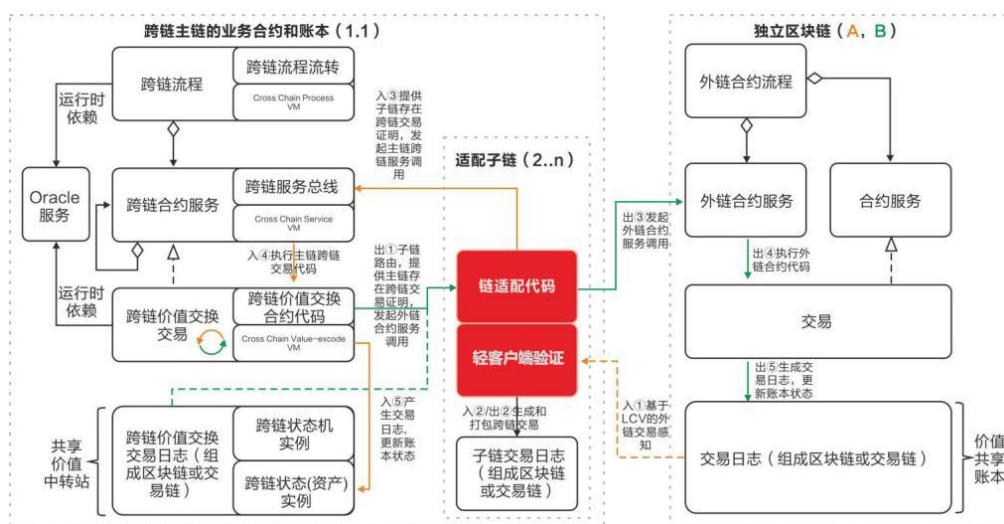 跨链主链的业务合约和账本(1.1)
跨链流程
跨链流程流转
Cross Chain Process
VM
运行时
依赖
Oracle
服务
跨链合约服务
跨链服务总线
Cross Chain Service
VM
入④执行主链跨链
交易代码
运行时
依赖
跨链价值交换
交易
跨链价值交换
合约代码
Cross Chain Value-excode
VM
入③提供
子链存在
跨链交易
证明,发
起主链跨
链服务调
用
出①子链
路由,提
供主链存
在跨链交
易证明,
发起外链
合约服务
调用
入⑤产
生交易
日志,
更新账
本状态
共享
价值
中转站
跨链价值交换
交易日志(组
成区块链或交
易链)
跨链状态机
实例
跨链状态(资产)
实例
适配子链(2..n)
链适配代码
轻客户端验证
入②/出②生成和
打包跨链交易
子链交易日志
(组成区块链
或交易链)
独立区块链(A,B)
外链合约流程
外链合约服务
合约服务
出③发起
外链合约
服务调用
出④执行外
链合约代码
交易
出⑤生成交
易日志,更
新账本状态
入①基于
LCV的外
链交易感
知
交易日志(组成区块链或交易链)
价值
共享
账本